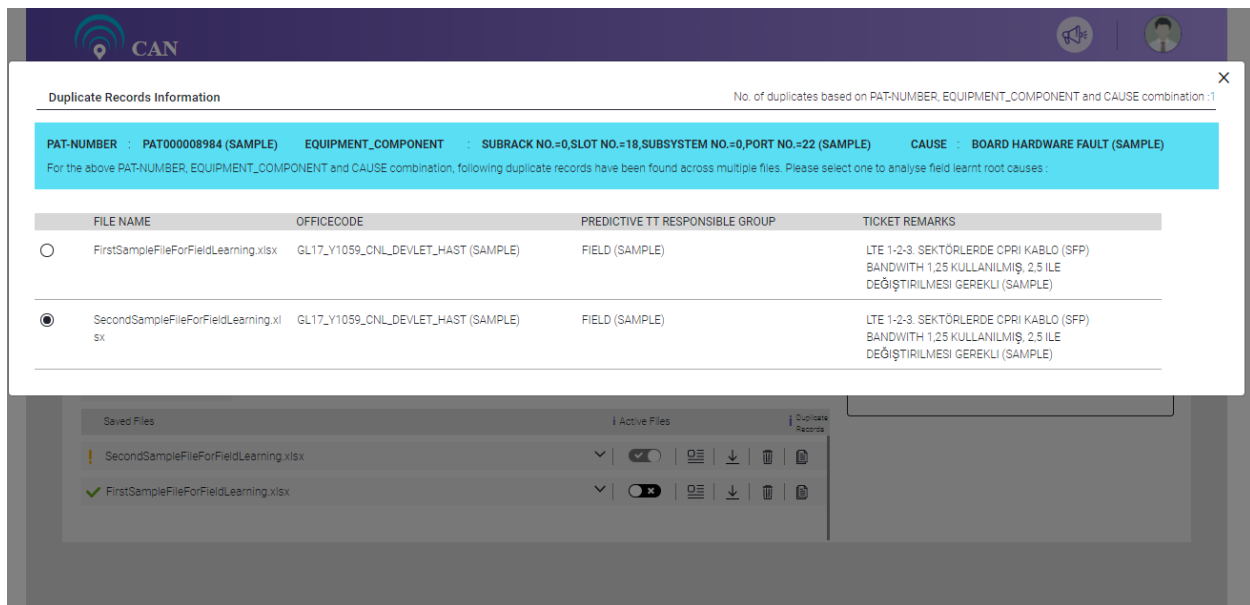 CAN
Duplicate Records Information
No. of duplicates based on PAT-NUMBER, EQUIPMENT_COMPONENT and CAUSE combination :1
PAT-NUMBER : PAT000008984 (SAMPLE) EQUIPMENT_COMPONENT : SUBRACK NO.=0,SLOT NO.=18,SUBSYSTEM NO.=0,PORT NO.=22 (SAMPLE) CAUSE : BOARD HARDWARE FAULT (SAMPLE)
For the above PAT-NUMBER, EQUIPMENT_COMPONENT and CAUSE combination, following duplicate records have been found across multiple files. Please select one to analyse field learnt root causes :
FILE NAME OFFICECODE PREDICTIVE TT RESPONSIBLE GROUP TICKET REMARKS
FirstSampleFileForFieldLearning.xlsx GL17_Y1059_CNL_DEVLET_HAST (SAMPLE) FIELD (SAMPLE) LTE 1-2-3. SEKTÖRLERDE CPRI KABLO (SFP)
BANDWITH 1,25 KULLANILMIŞ, 2,5 ILE
DEĞIŞTIRILMESI GEREKLI (SAMPLE)
SecondSampleFileForFieldLearning.xl GL17_Y1059_CNL_DEVLET_HAST (SAMPLE) FIELD (SAMPLE) LTE 1-2-3. SEKTÖRLERDE CPRI KABLO (SFP)
sx BANDWITH 1,25 KULLANILMIŞ, 2,5 ILE
DEĞIŞTIRILMESI GEREKLI (SAMPLE)
Saved Files i Active Files i Duplicate
Records
SecondSampleFileForFieldLearning.xlsx
FirstSampleFileForFieldLearning.xlsx